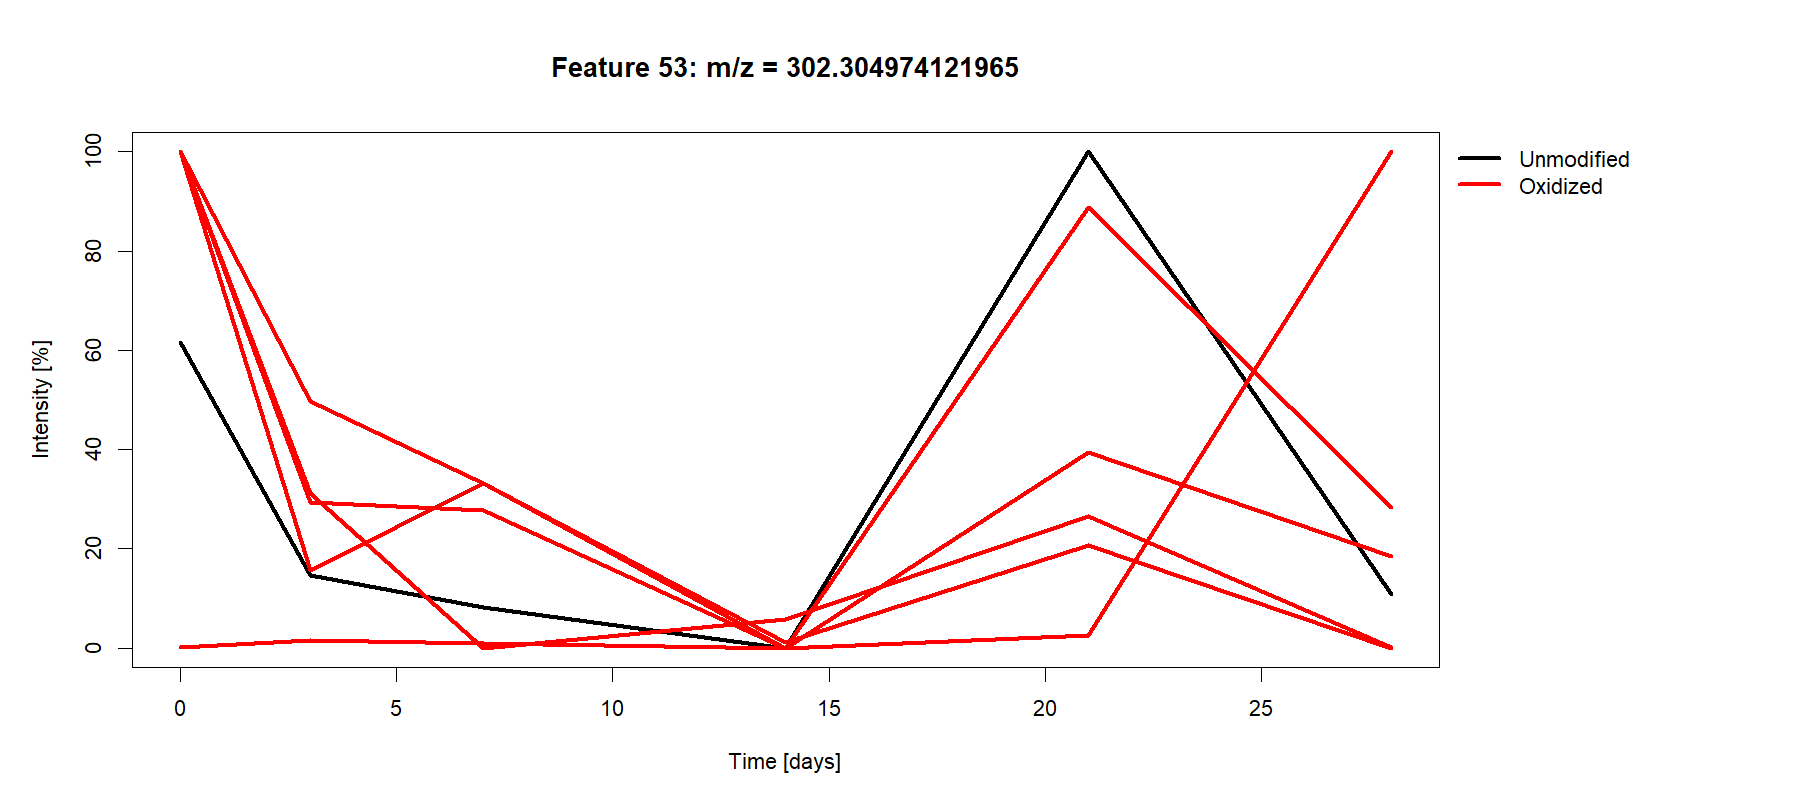 Feature 53: m/z = 302.304974121965
Unmodified
Oxidized
Intensity [%]
100
80
60
40
20
0
0 5 10 15 20 25
Time [days]